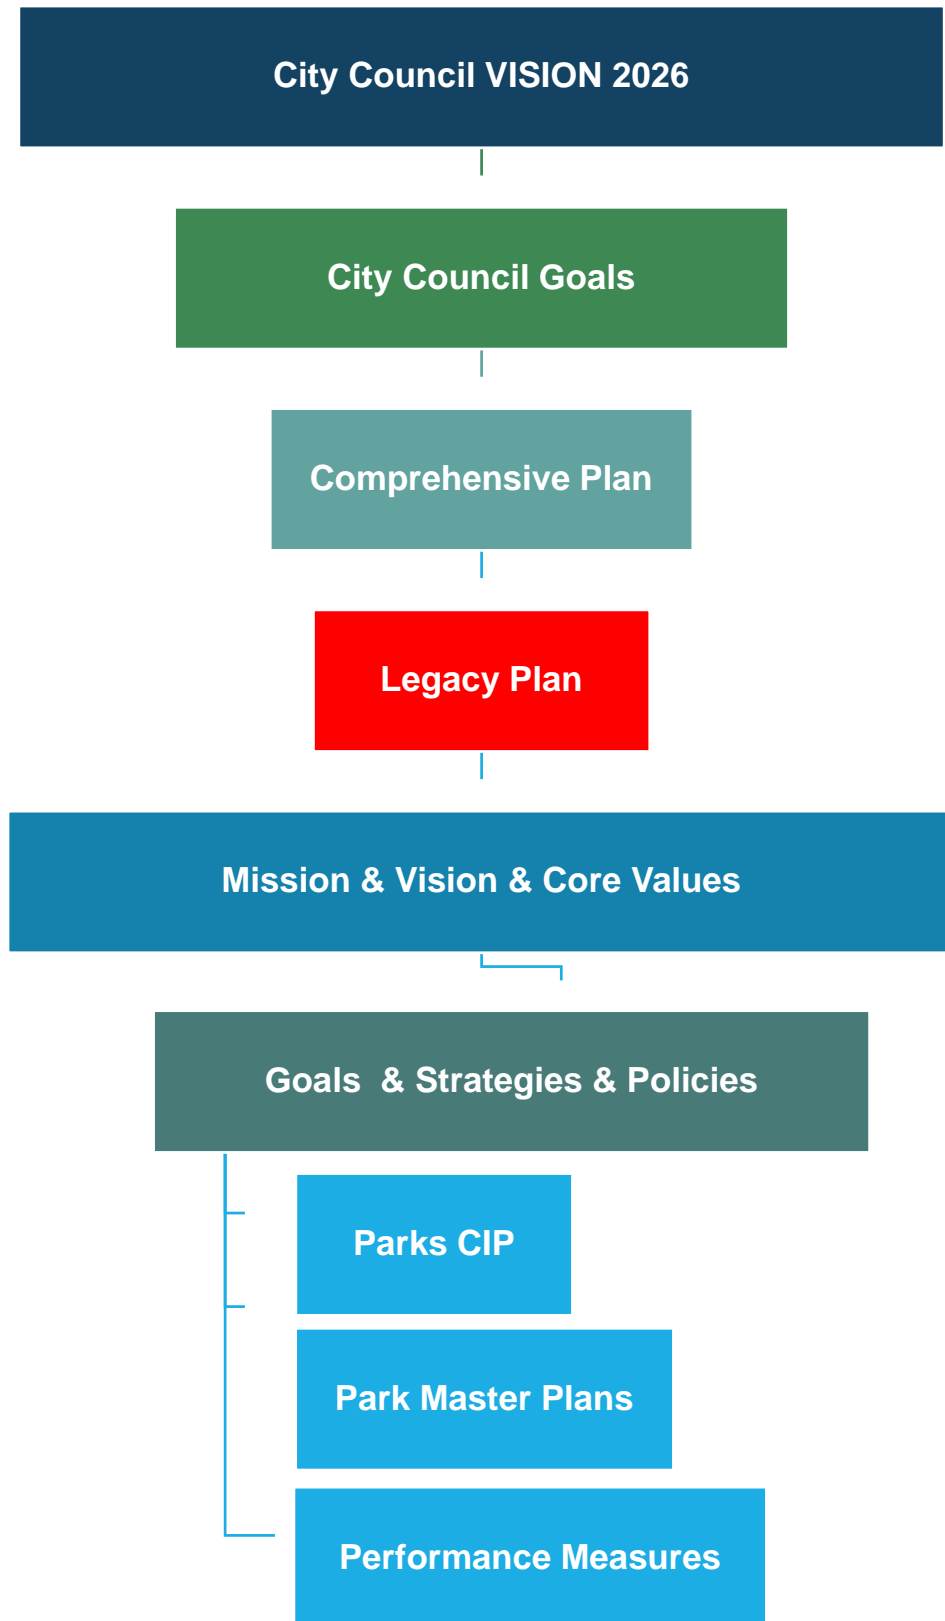 City Council VISION 2026
City Council Goals
Comprehensive Plan
Legacy Plan
Mission & Vision & Core Values
Goals  & Strategies & Policies
Parks CIP
Park Master Plans
Performance Measures